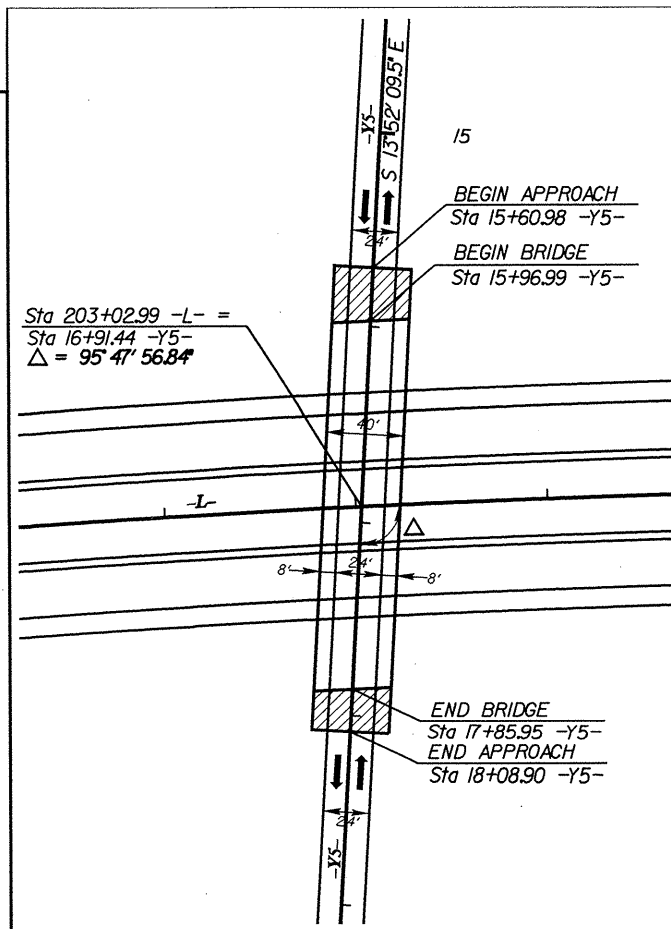 -Y5-
S 13°52' 09.5" E
15
BEGIN APPROACH
Sta 15+60.98 -Y5-
24'
BEGIN BRIDGE
Sta 15+96.99 -Y5-
Sta 203+02.99 -L- =
Sta 16+91.44 -Y5-
△ = 95° 47' 56.84"
40'
-L-
△
8'
24'
8'
END BRIDGE
Sta 17+85.95 -Y5-
END APPROACH
Sta 18+08.90 -Y5-
24'
-Y5-